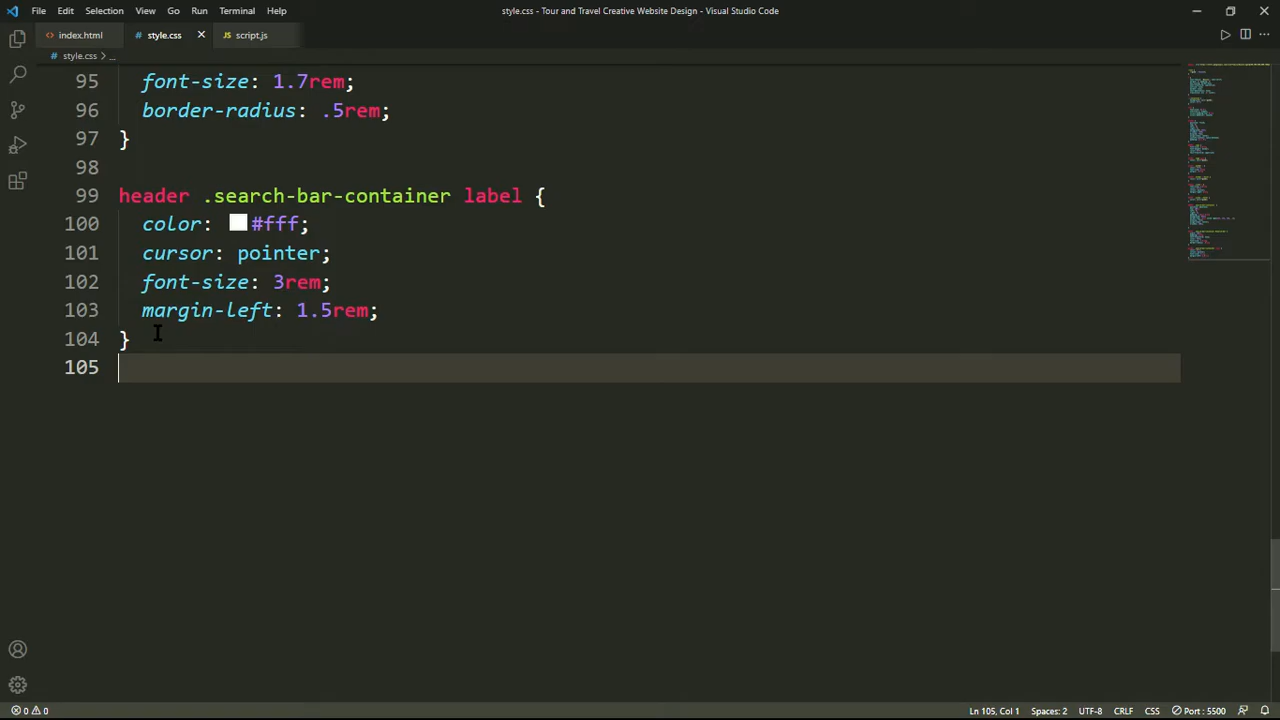 File Edit Selection View Go Run Terminal Help
style.css - Tour and Travel Creative Website Design - Visual Studio Code
index.html
# style.css
JS script.js
# style.css > ...
95 font-size: 1.7rem;
96 border-radius: .5rem;
97 }
98
99 header .search-bar-container label {
100 color: #fff;
101 cursor: pointer;
102 font-size: 3rem;
103 margin-left: 1.5rem;
104 }
105
0 0
Ln 105, Col 1 Spaces: 2 UTF-8 CRLF CSS Port : 5500